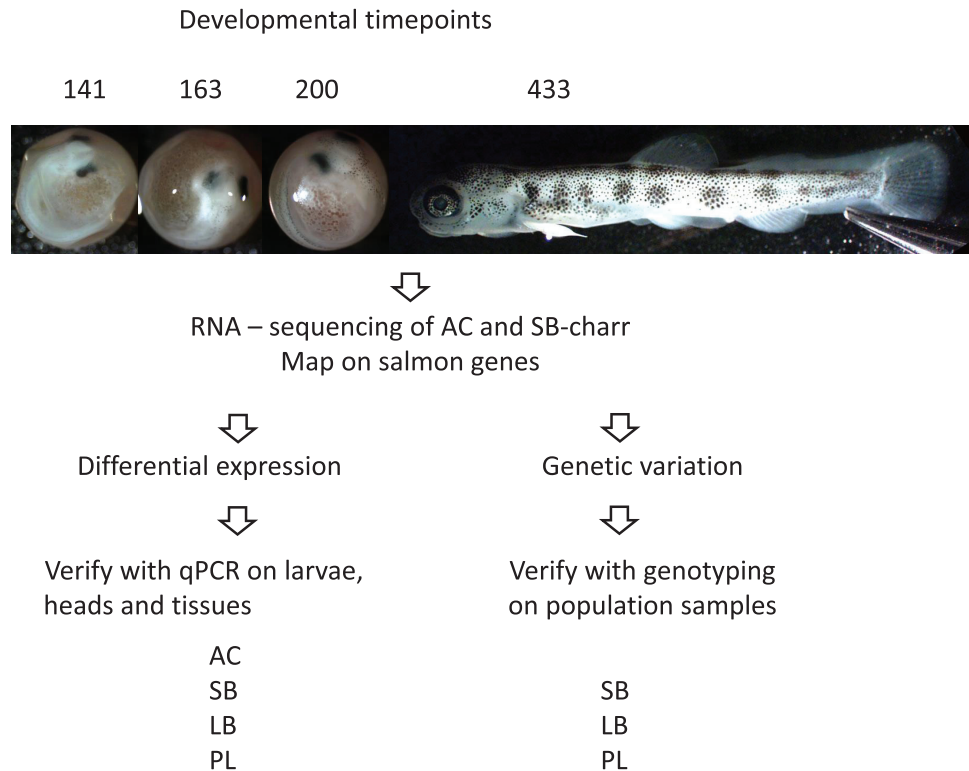 Developmental timepoints
141 163 200 433
RNA – sequencing of AC and SB-charr
Map on salmon genes
Differential expression
Verify with qPCR on larvae,
heads and tissues
AC
SB
LB
PL
Genetic variation
Verify with genotyping
on population samples
SB
LB
PL